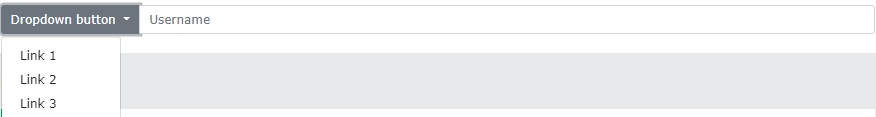 Dropdown button Username
Link 1
Link 2
Link 3